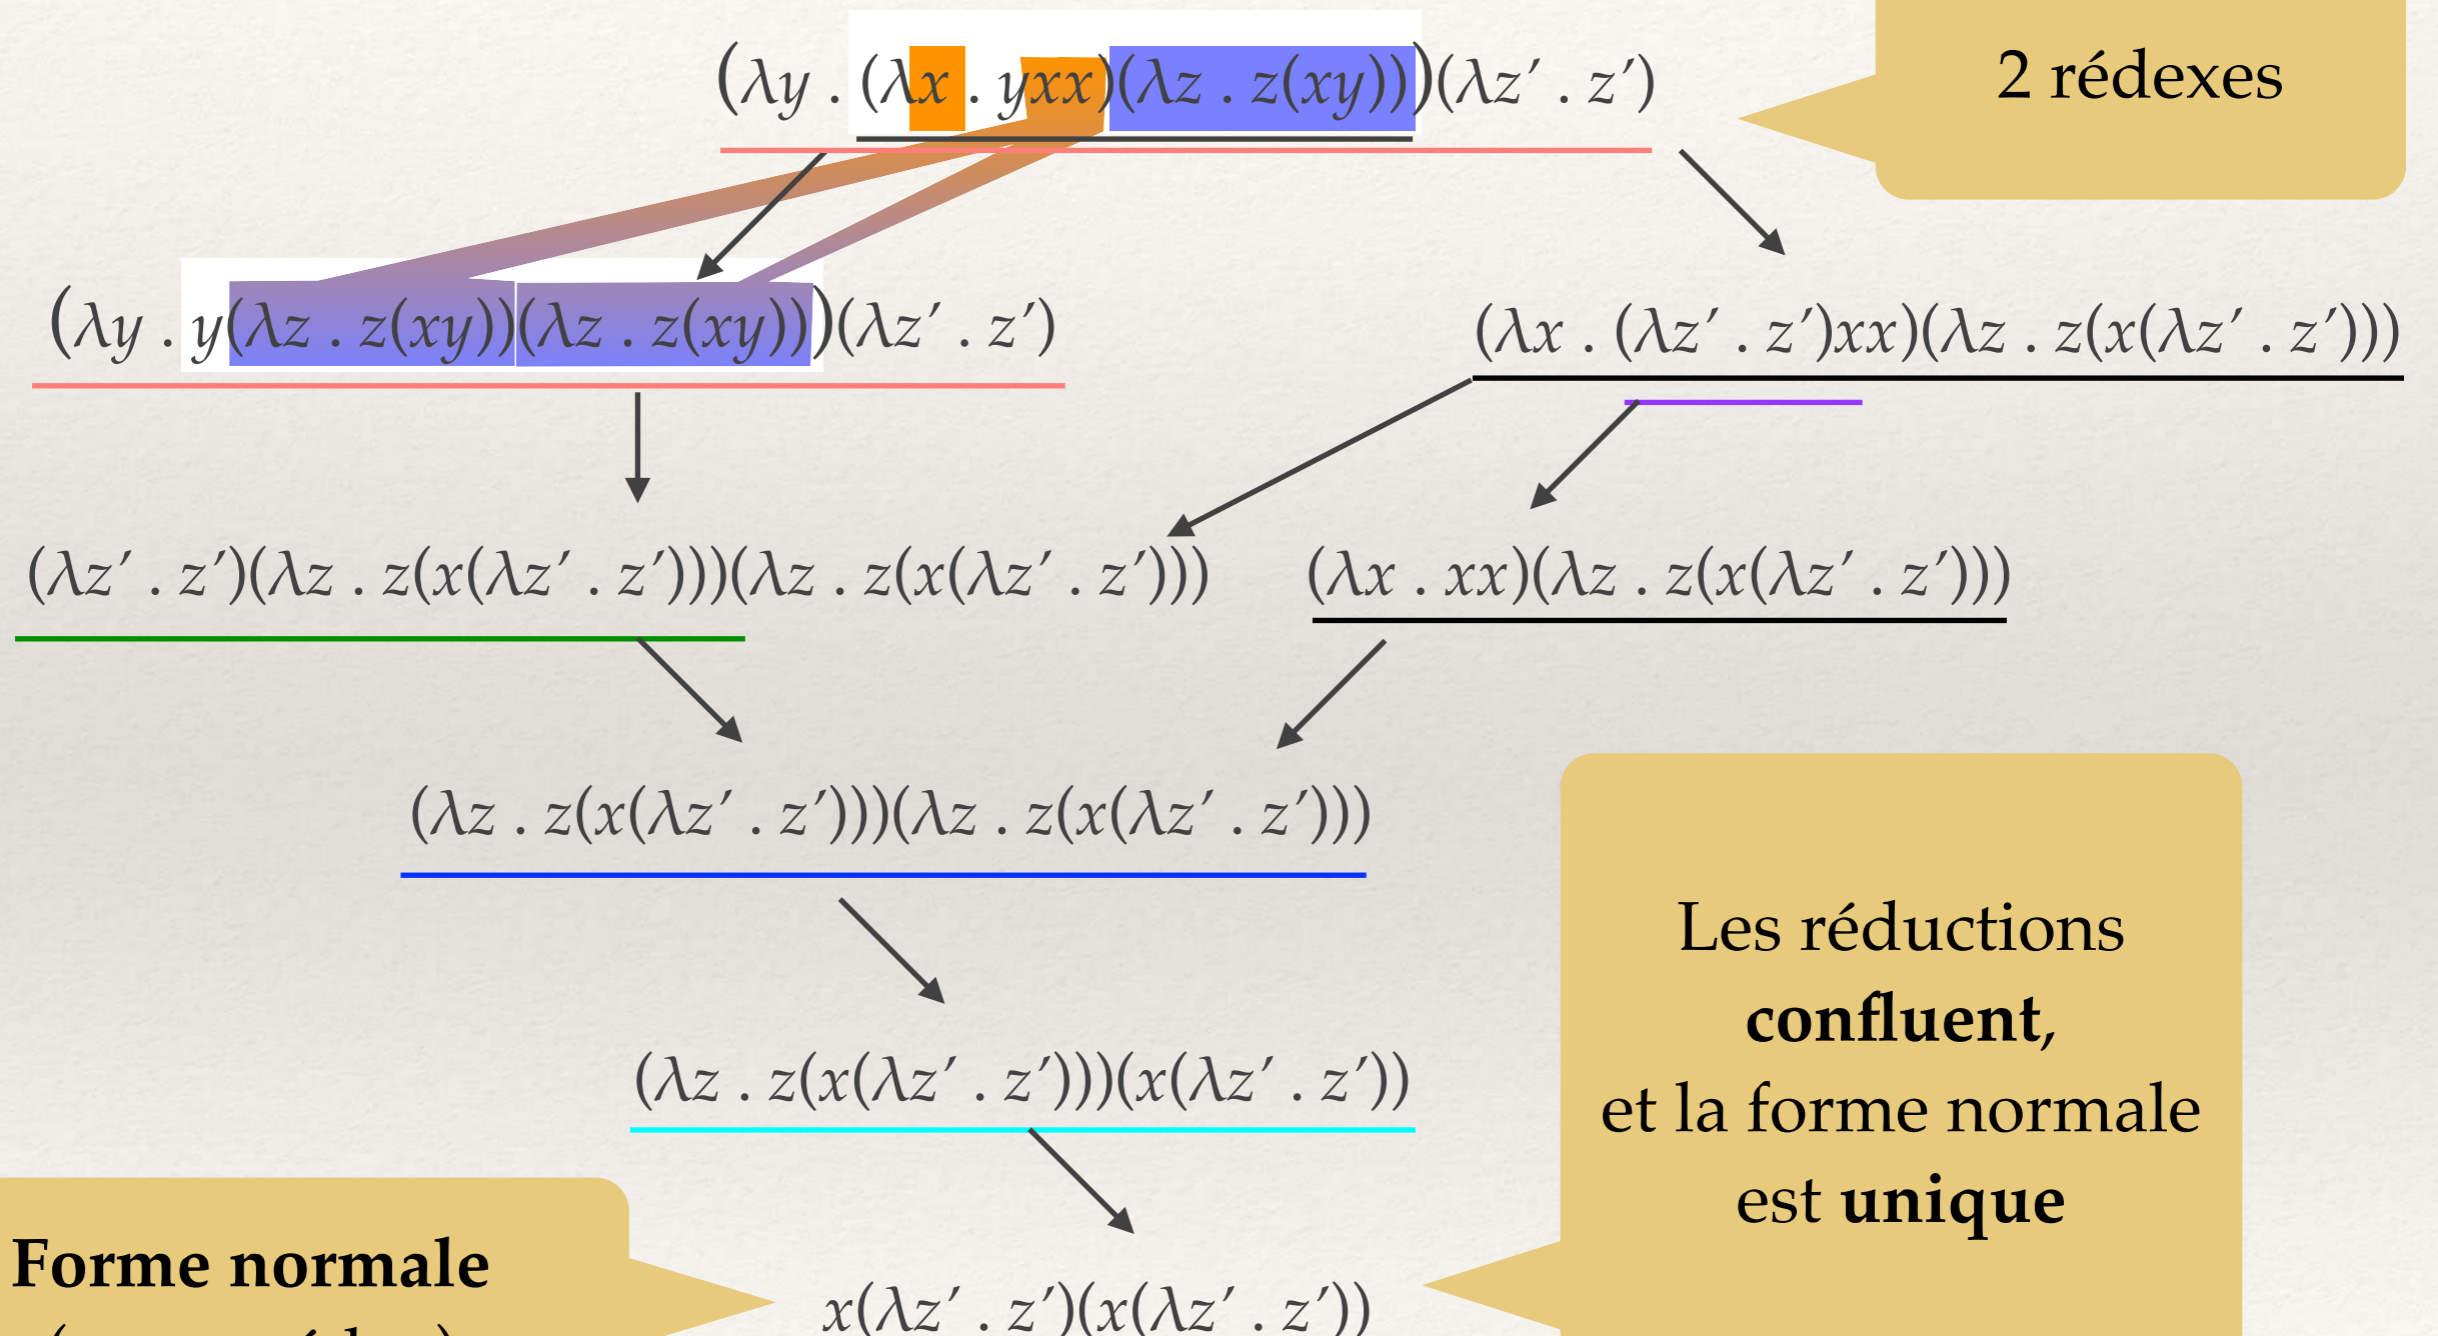 (λy . (λx . yxx)(λz . z(xy)))(λz′ . z′)
2 rédexes
(λy . y(λz . z(xy))(λz . z(xy)))(λz′ . z′)
(λx . (λz′ . z′)xx)(λz . z(x(λz′ . z′)))
(λz′ . z′)(λz . z(x(λz′ . z′)))(λz . z(x(λz′ . z′)))
(λx . xx)(λz . z(x(λz′ . z′)))
(λz . z(x(λz′ . z′)))(λz . z(x(λz′ . z′)))
Les réductions
confluent,
et la forme normale
est unique
(λz . z(x(λz′ . z′)))(x(λz′ . z′))
Forme normale
x(λz′ . z′)(x(λz′ . z′))